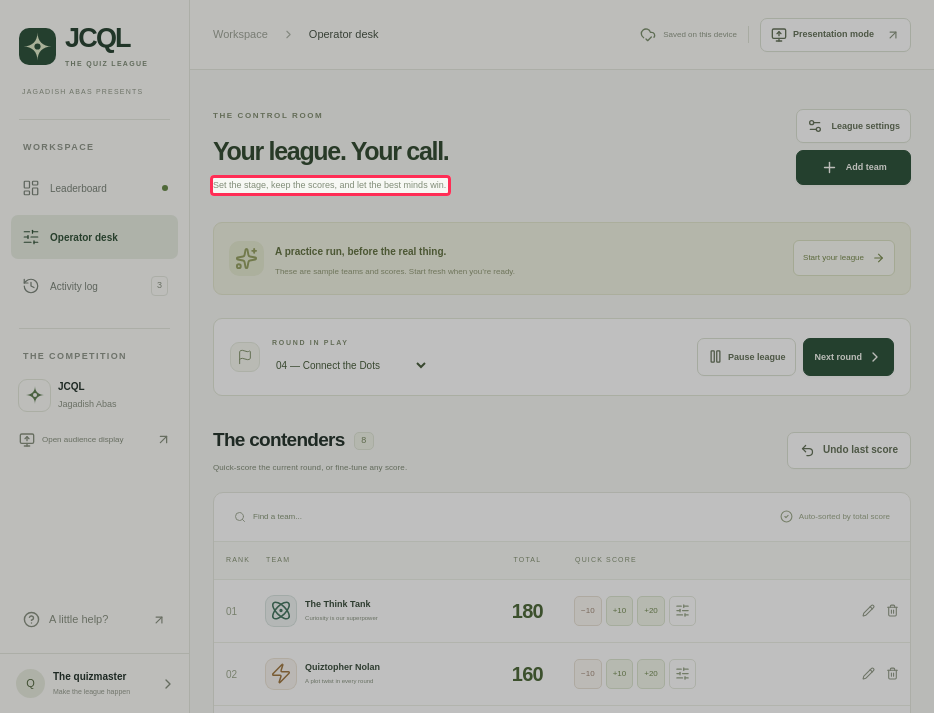 JCQL
THE QUIZ LEAGUE
JAGADISH ABAS PRESENTS
WORKSPACE
Leaderboard
Operator desk
Activity log
3
THE COMPETITION
JCQL
Jagadish Abas
Open audience display
A little help?
Q
The quizmaster
Make the league happen
Workspace
Operator desk
Saved on this device
Presentation mode
THE CONTROL ROOM
Your league. Your call.
Set the stage, keep the scores, and let the best minds win.
League settings
Add team
A practice run, before the real thing.
These are sample teams and scores. Start fresh when you're ready.
Start your league
ROUND IN PLAY
04 — Connect the Dots
Pause league
Next round
The contenders
8
Quick-score the current round, or fine-tune any score.
Undo last score
Find a team...
Auto-sorted by total score
RANK TEAM TOTAL QUICK SCORE
01 The Think Tank 180 −10 +10 +20
Curiosity is our superpower
02 Quiztopher Nolan 160 −10 +10 +20
A plot twist in every round